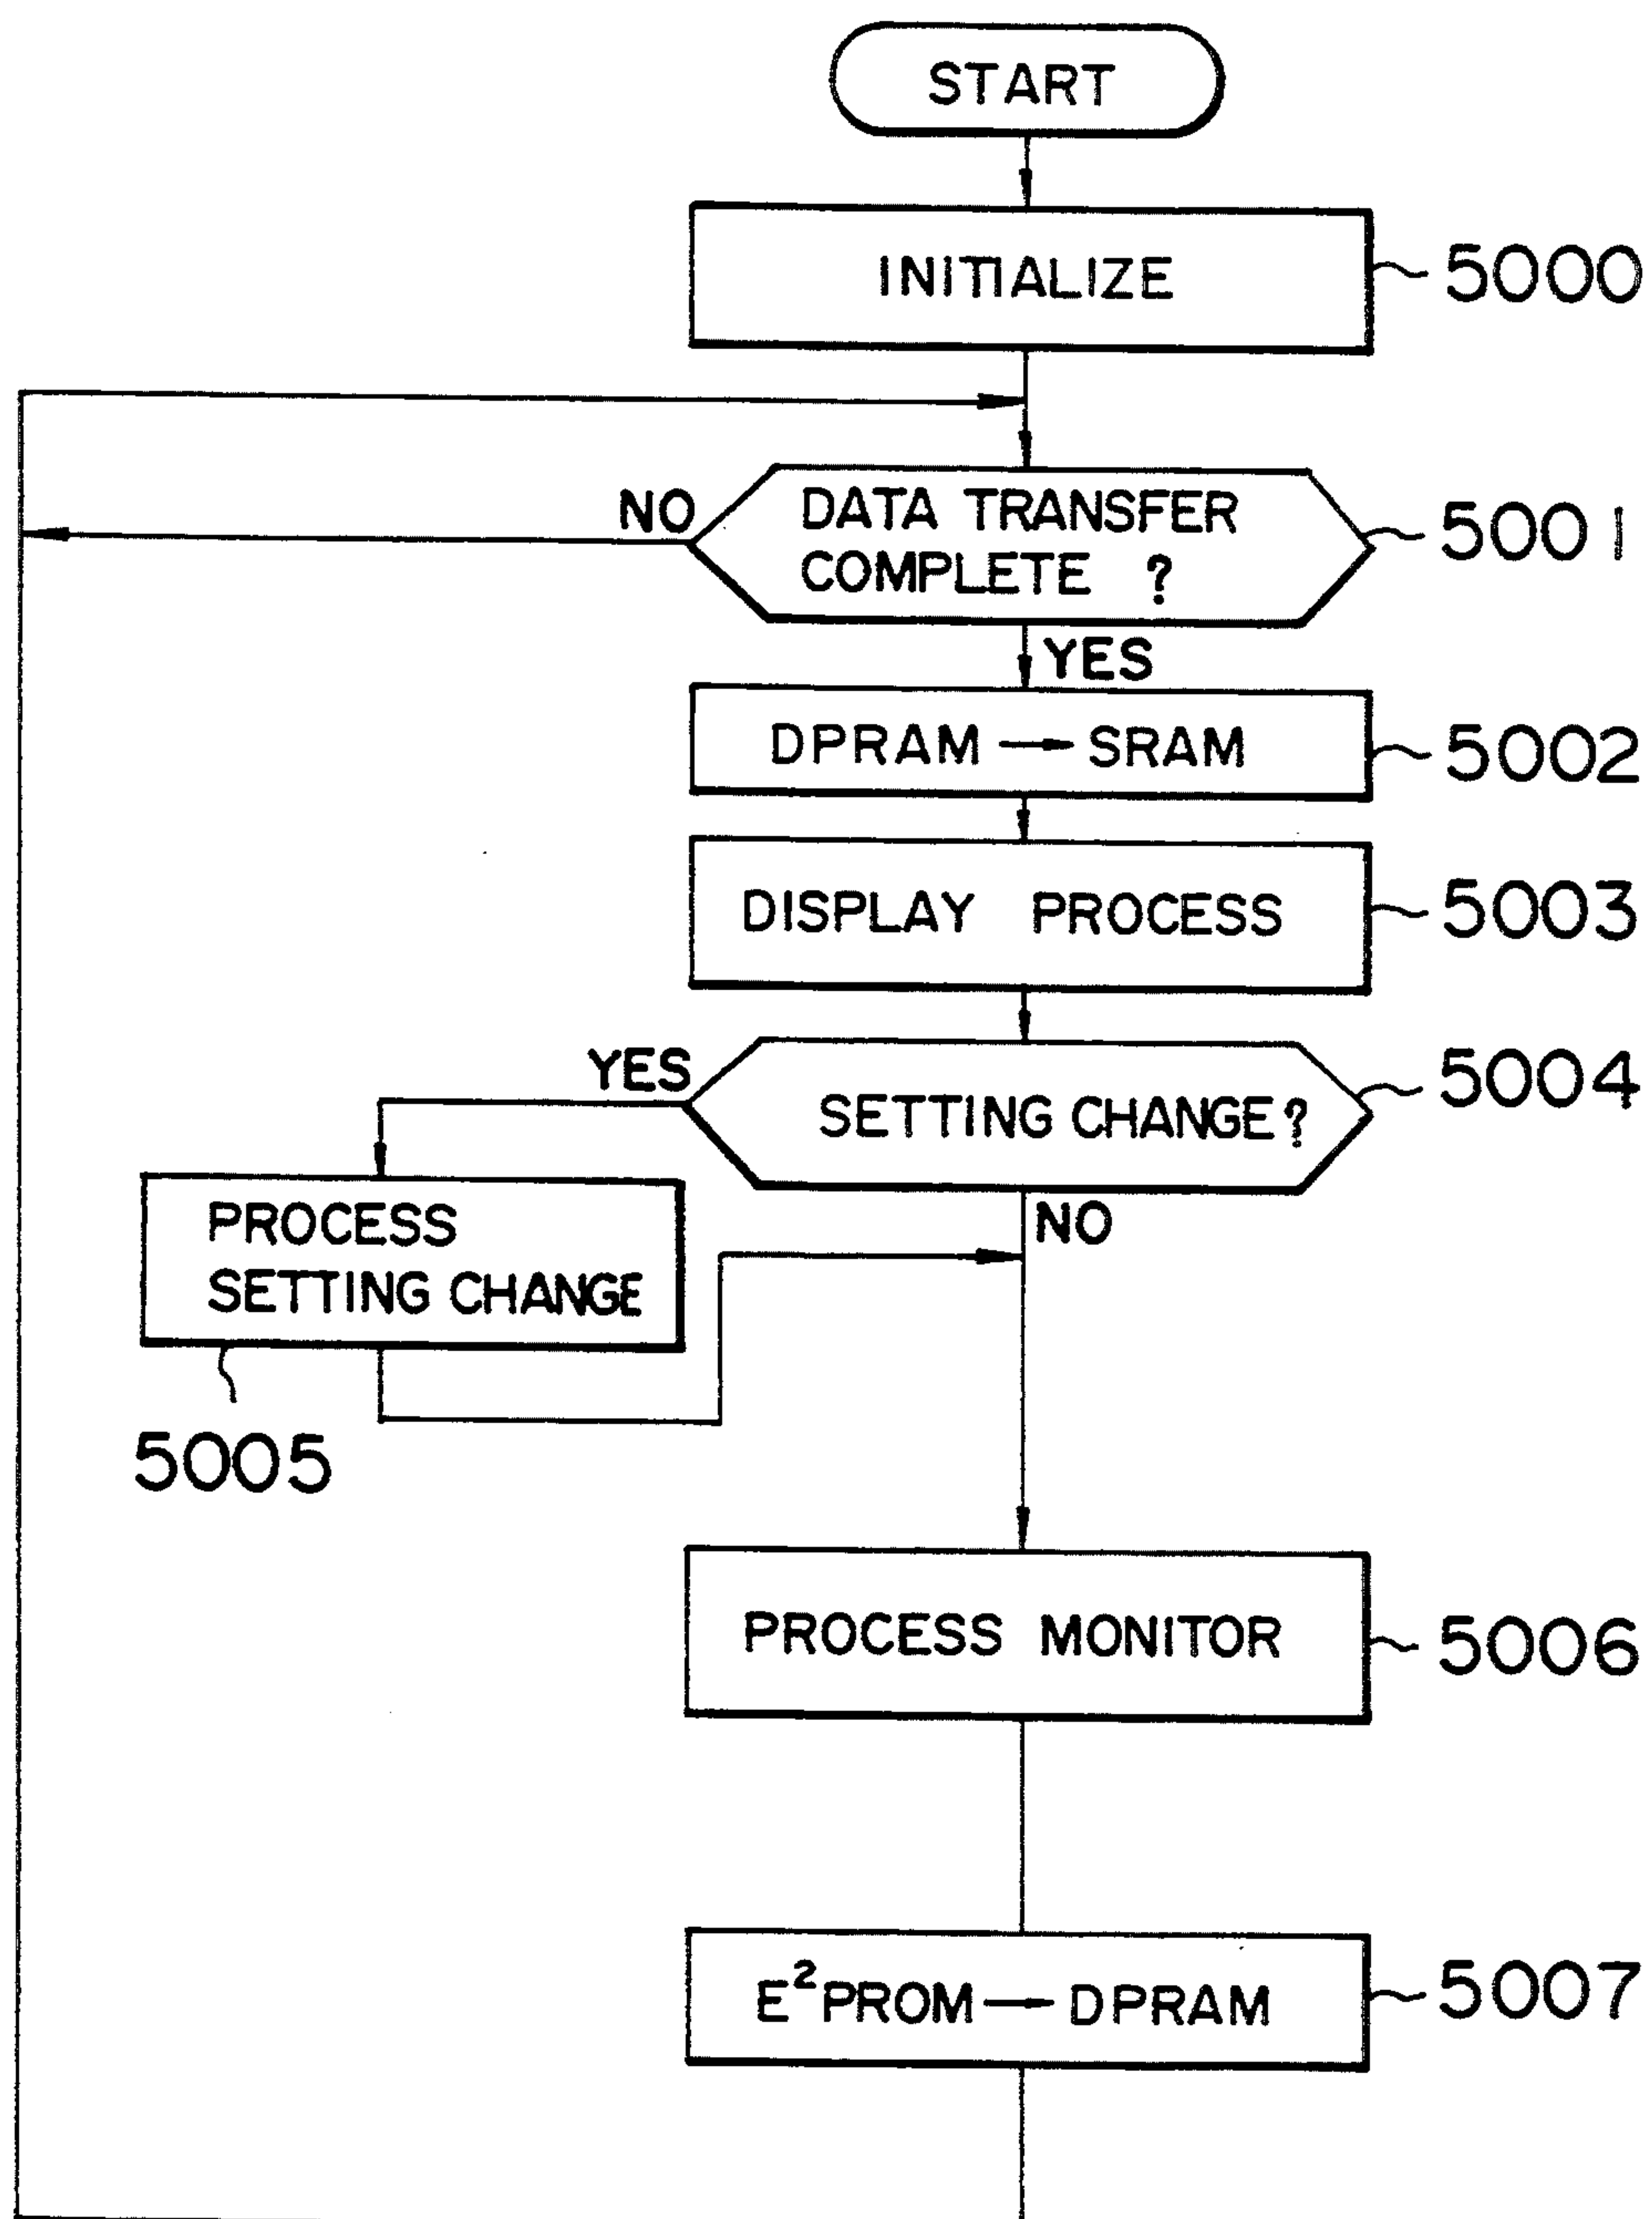 START
INITIALIZE
5000
NO
DATA TRANSFER
COMPLETE ?
5001
YES
DPRAM → SRAM
5002
DISPLAY PROCESS
5003
YES
SETTING CHANGE?
5004
NO
PROCESS
SETTING CHANGE
5005
PROCESS MONITOR
5006
E²PROM → DPRAM
5007